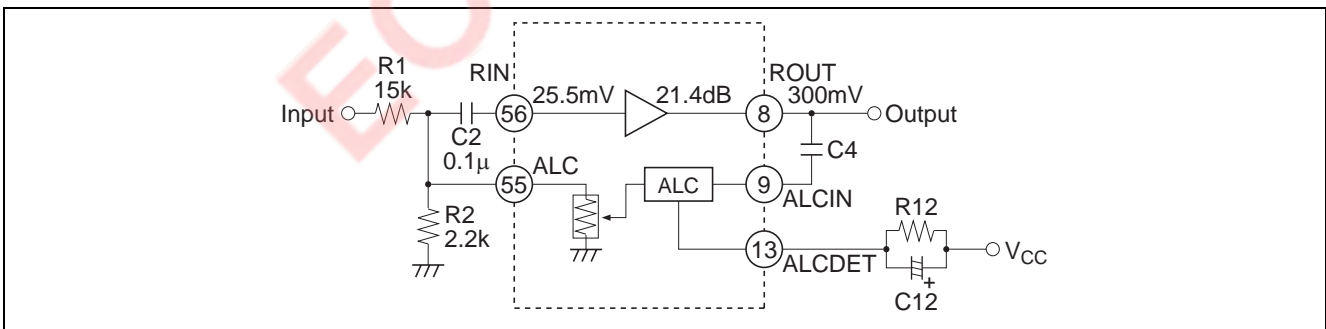 EO
R1
15k
RIN
ROUT
Input
56
25.5mV
21.4dB
8
300mV
Output
C2
0.1µ
C4
55
ALC
ALC
9
ALCIN
R2
2.2k
R12
13
ALCDET
VCC
+
C12